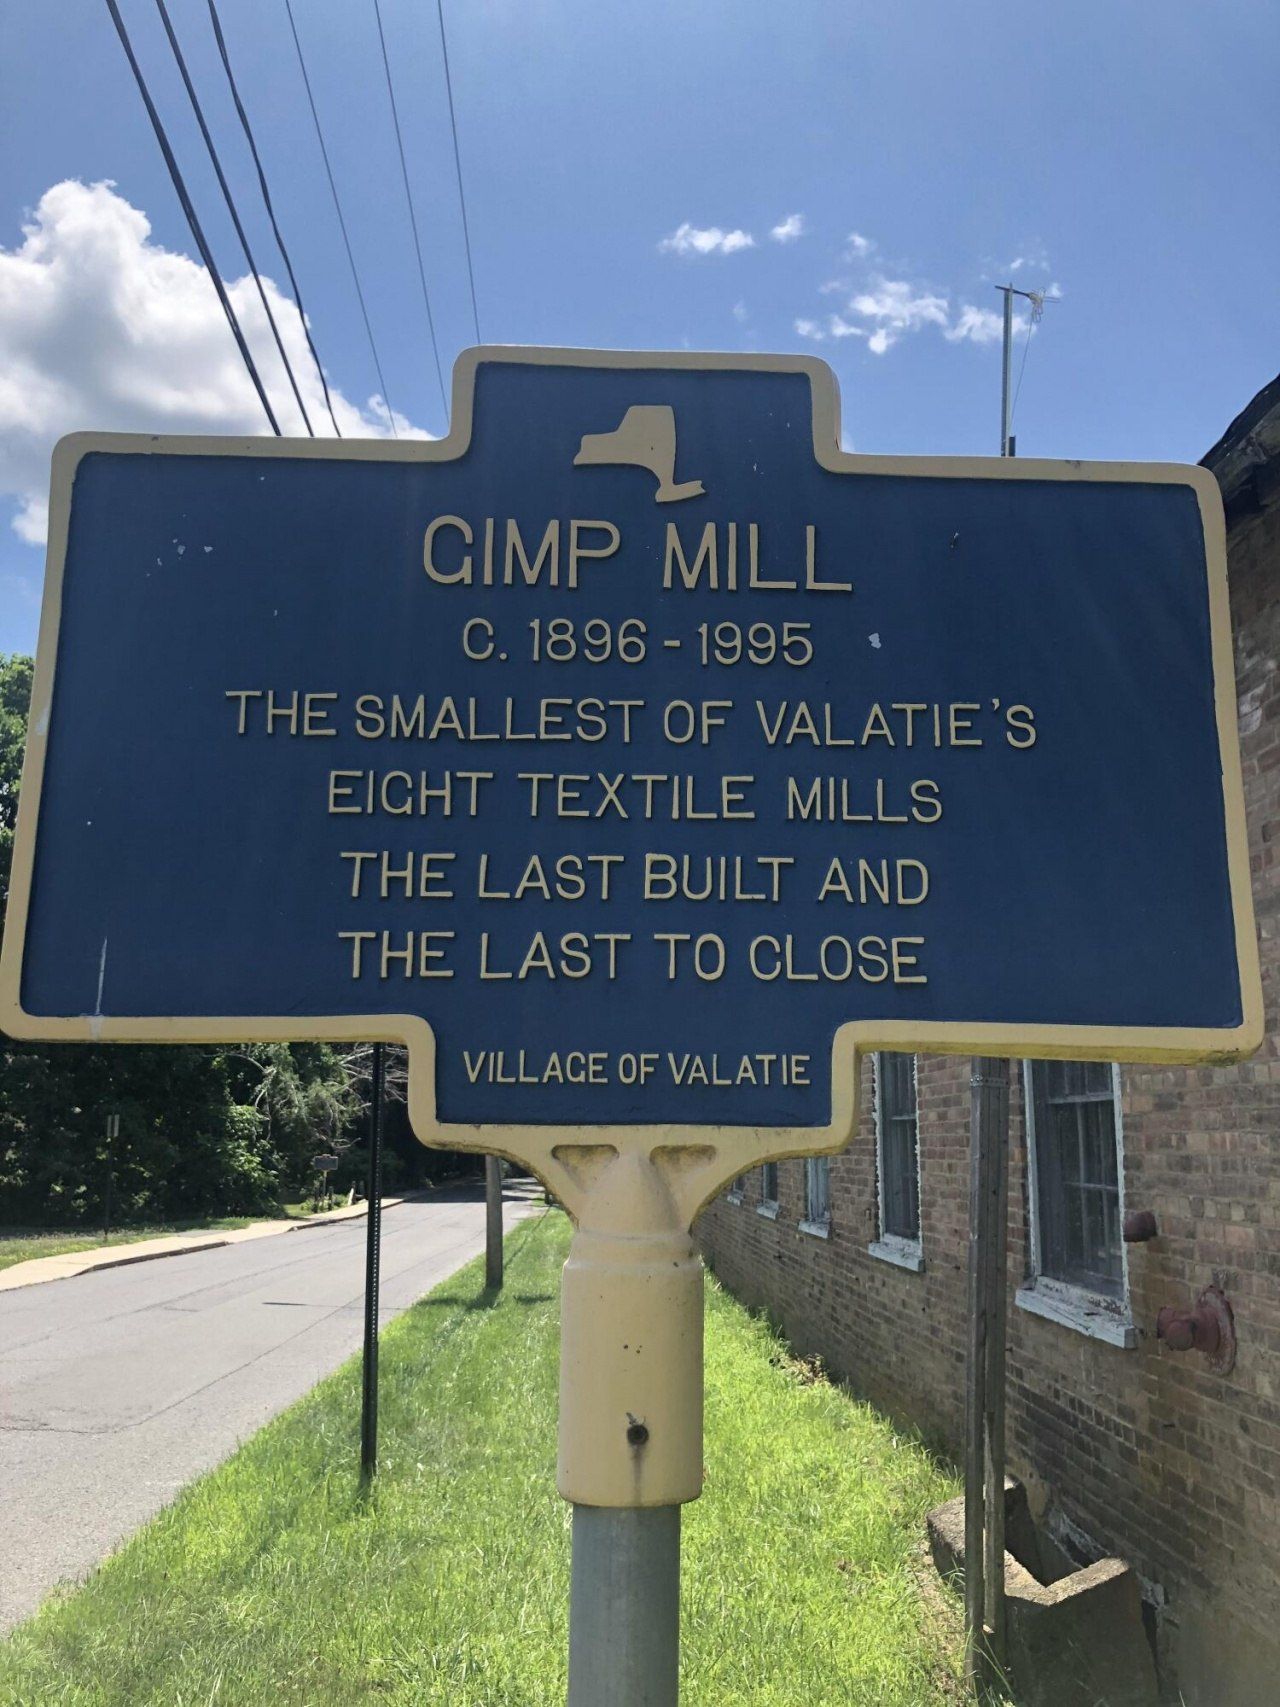 GIMP MILL
C. 1896 - 1995
THE SMALLEST OF VALATIE'S
EIGHT TEXTILE MILLS
THE LAST BUILT AND
THE LAST TO CLOSE
VILLAGE OF VALATIE